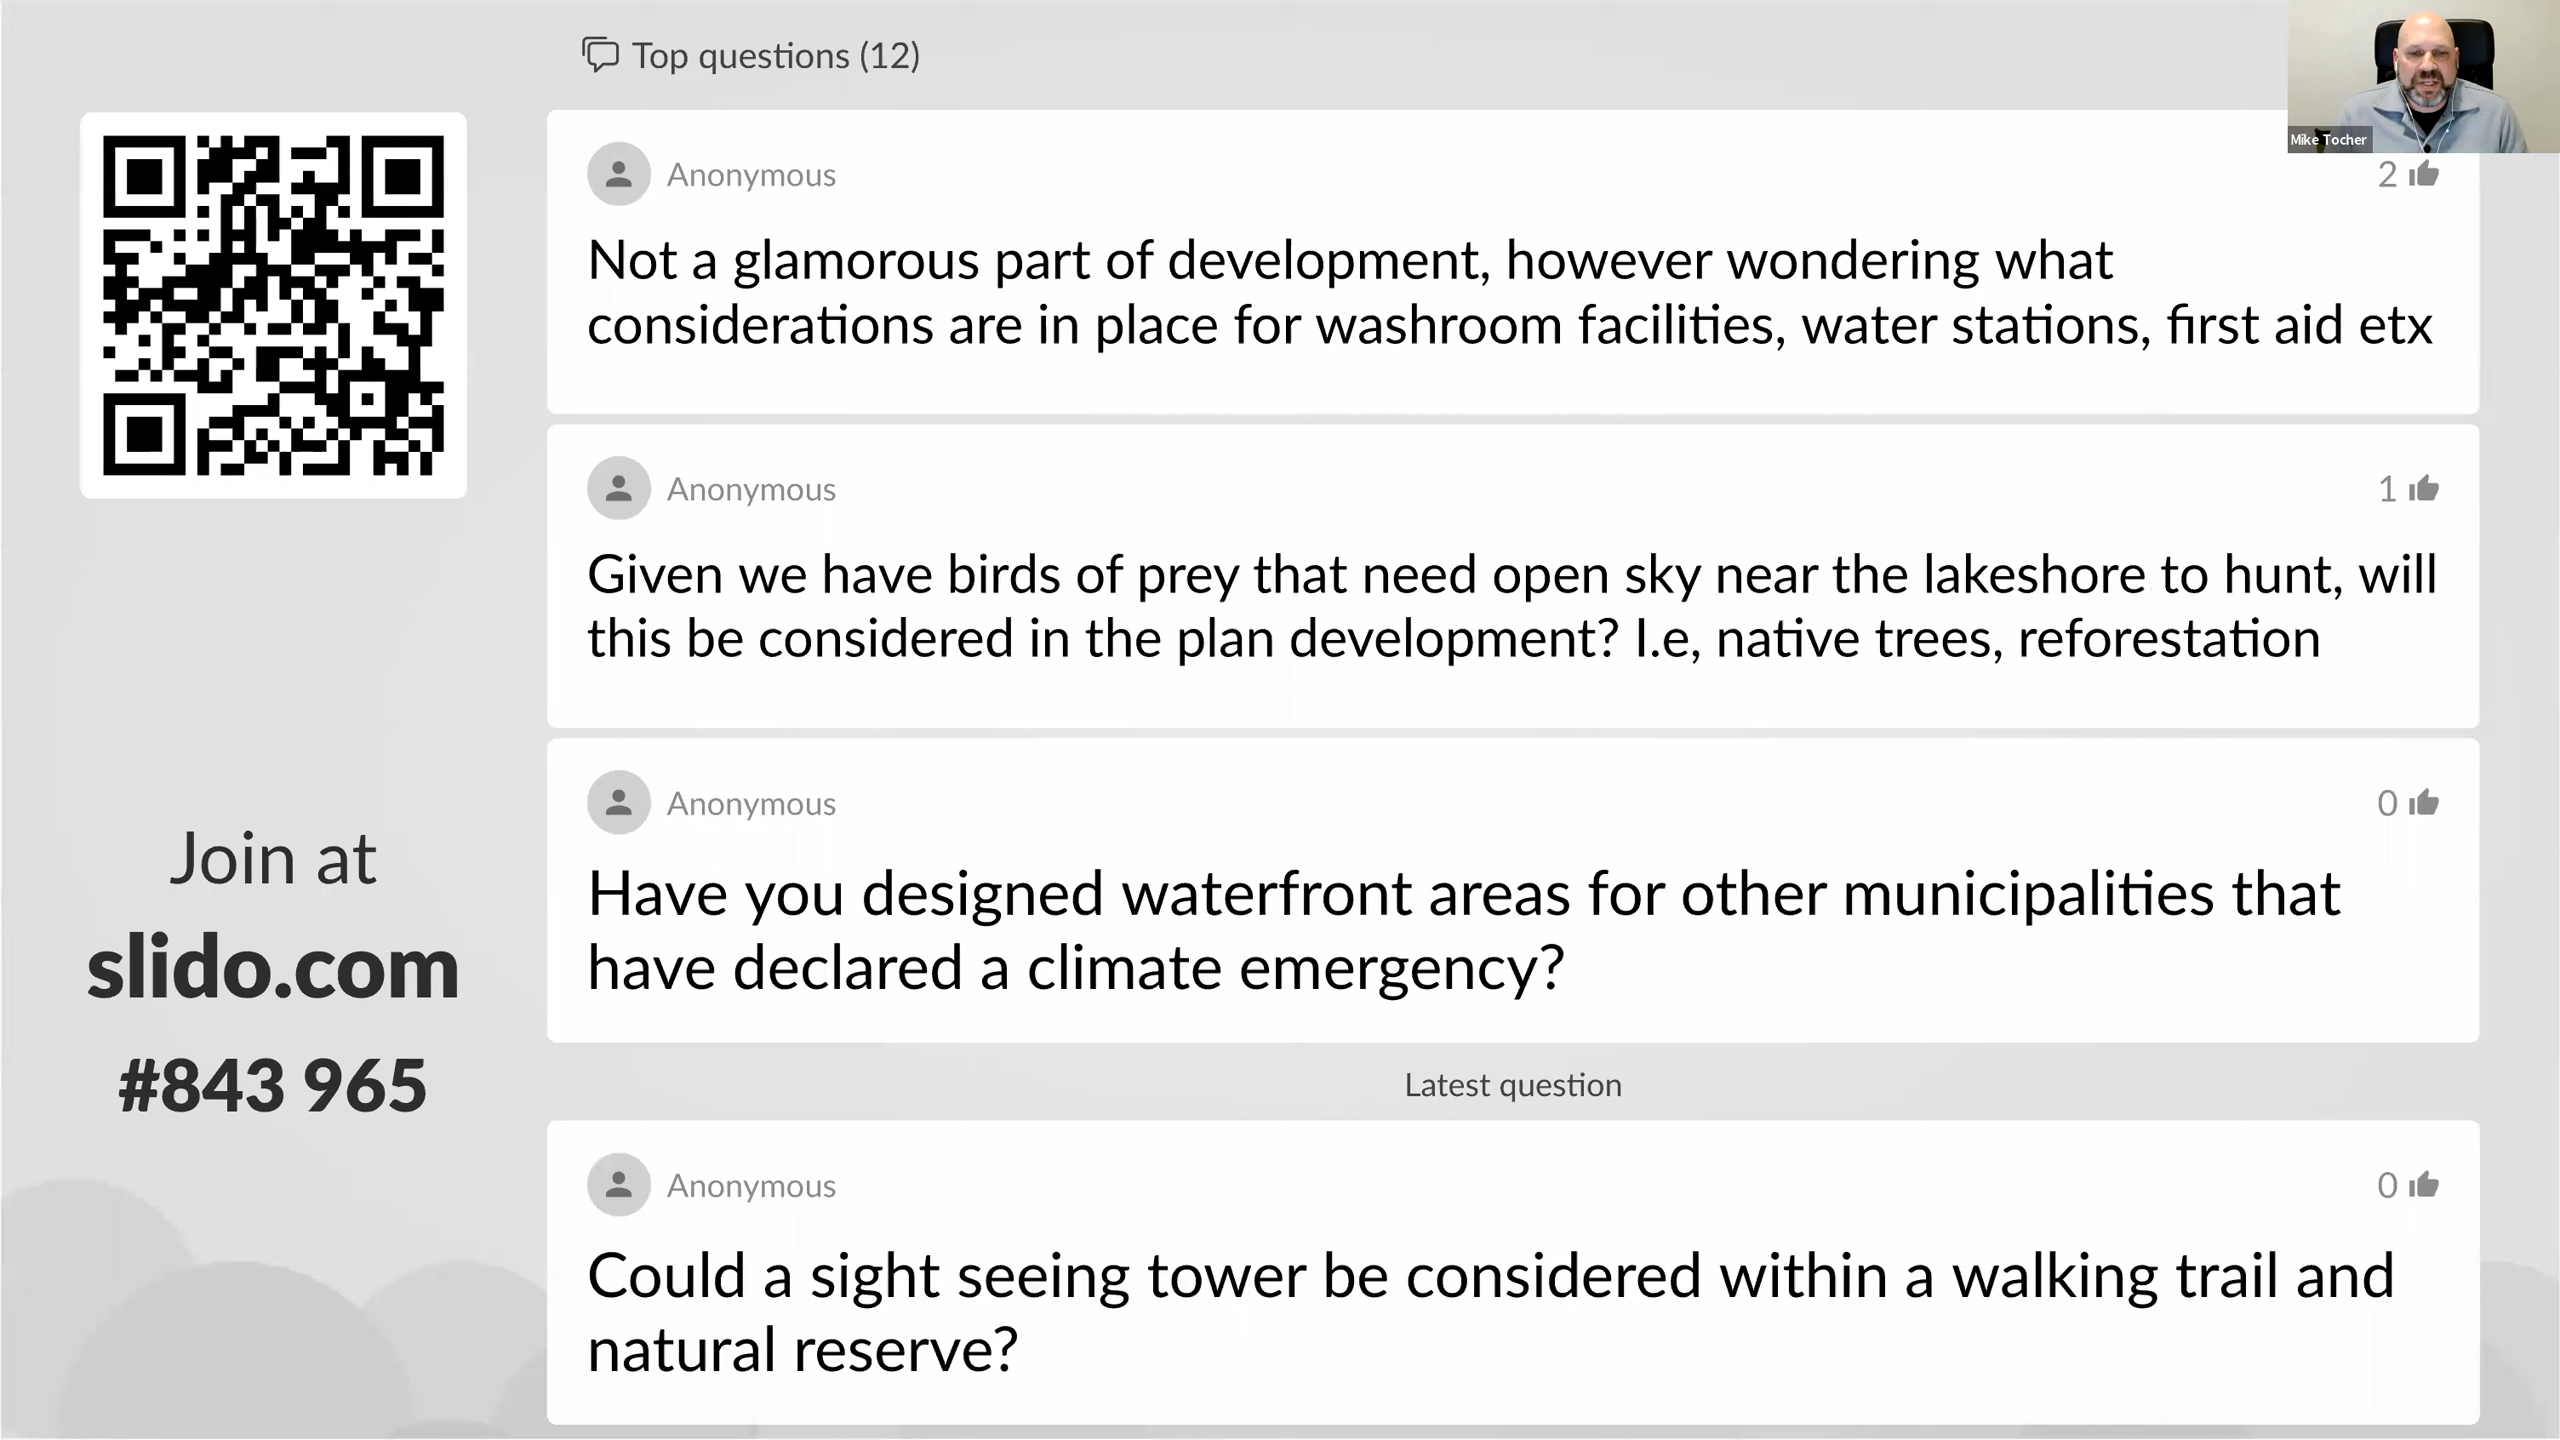 Top questions (12)
Mike Tocher
Anonymous
2
Not a glamorous part of development, however wondering what
considerations are in place for washroom facilities, water stations, first aid etx
Anonymous
1
Given we have birds of prey that need open sky near the lakeshore to hunt, will
this be considered in the plan development? I.e, native trees, reforestation
Anonymous
0
Have you designed waterfront areas for other municipalities that
have declared a climate emergency?
Join at
slido.com
#843 965
Latest question
Anonymous
0
Could a sight seeing tower be considered within a walking trail and
natural reserve?